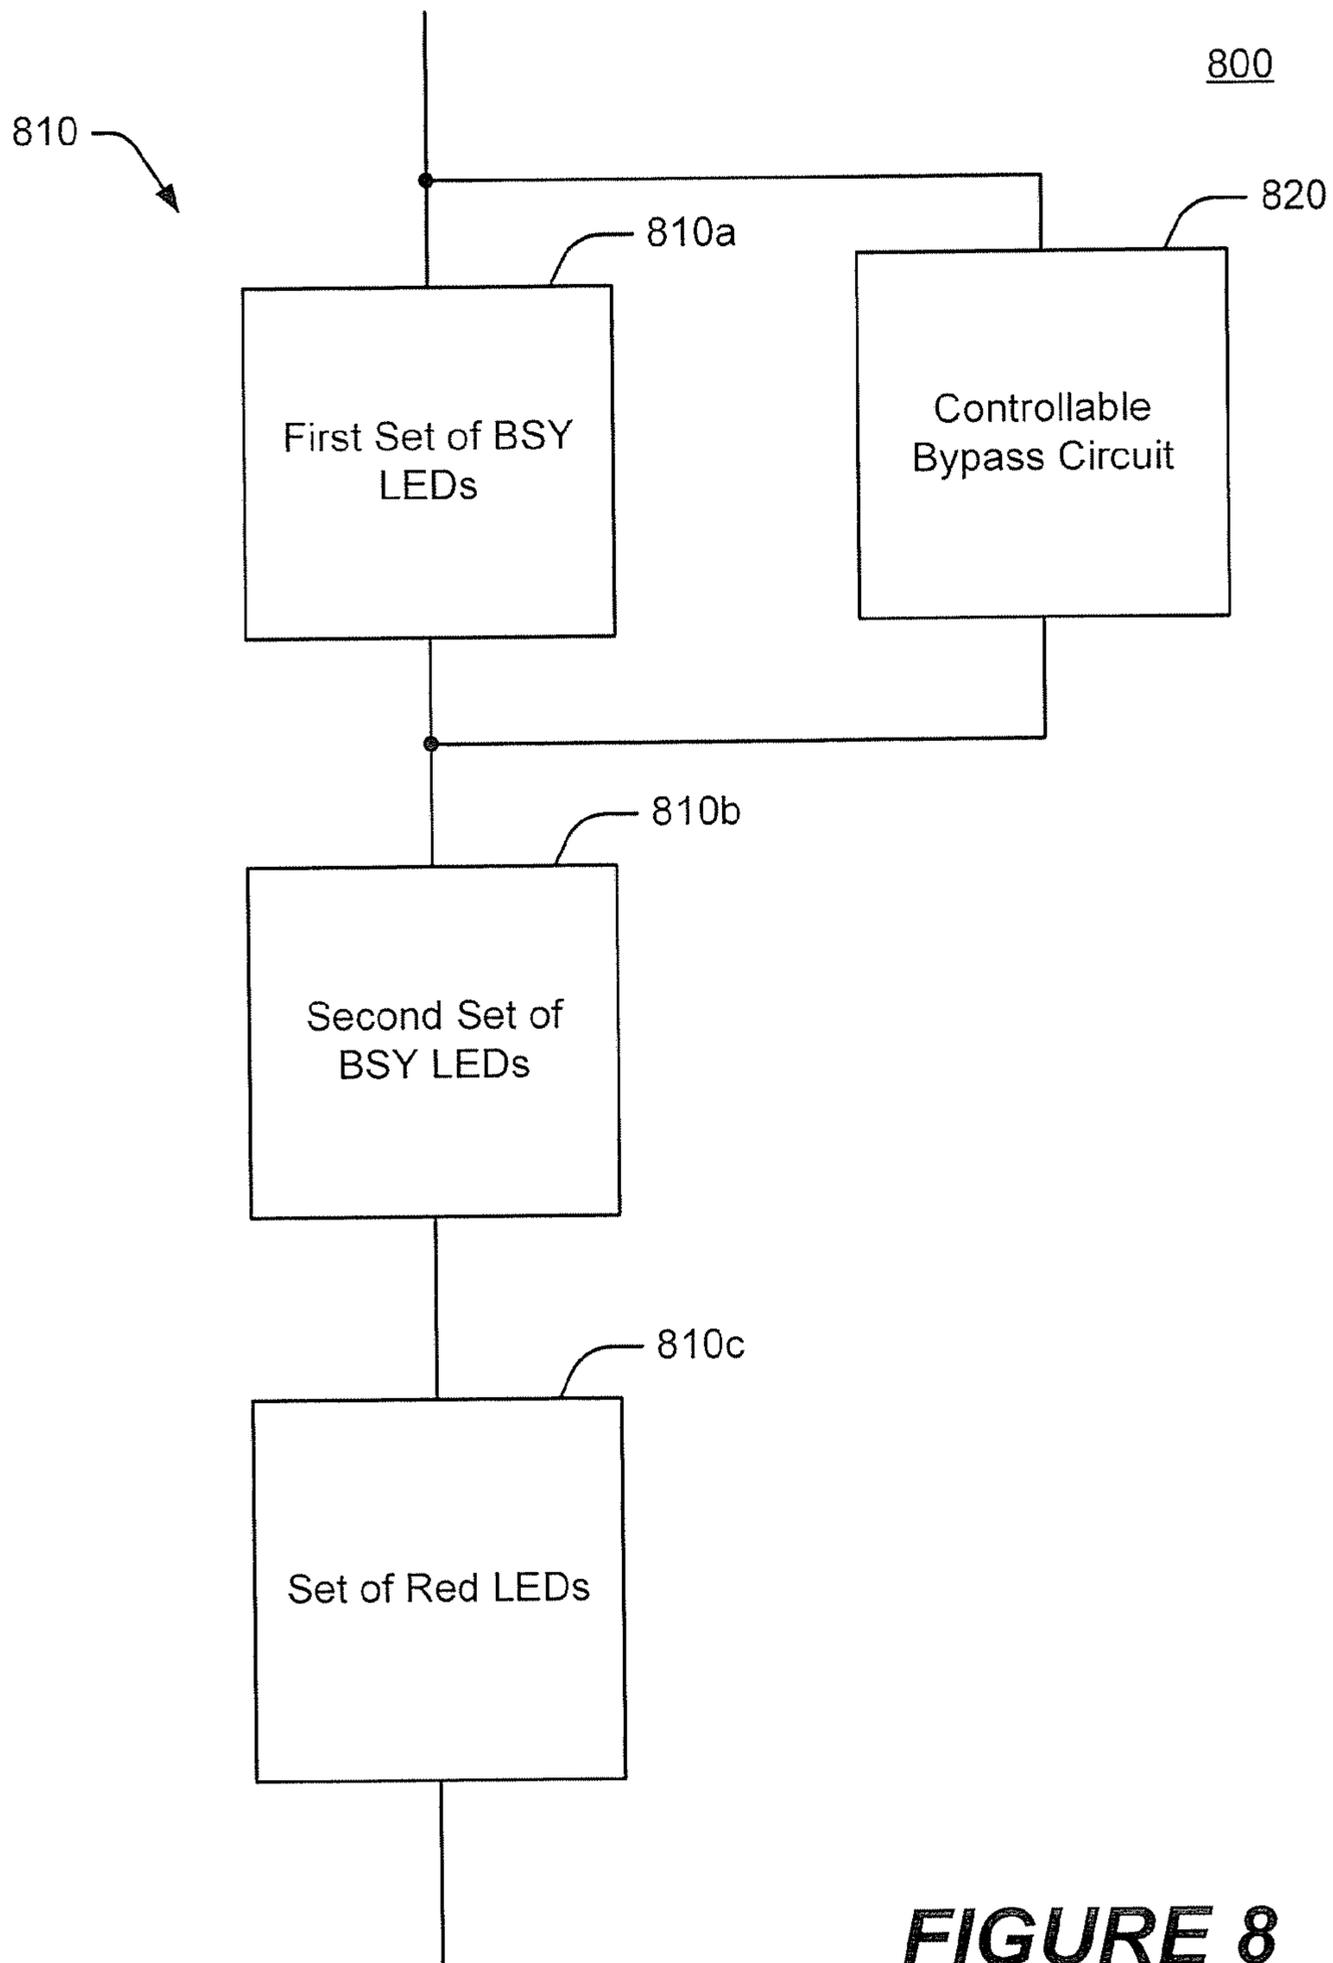 800
810
820
810a
First Set of BSY
LEDs
Controllable
Bypass Circuit
810b
Second Set of
BSY LEDs
810c
Set of Red LEDs
FIGURE 8